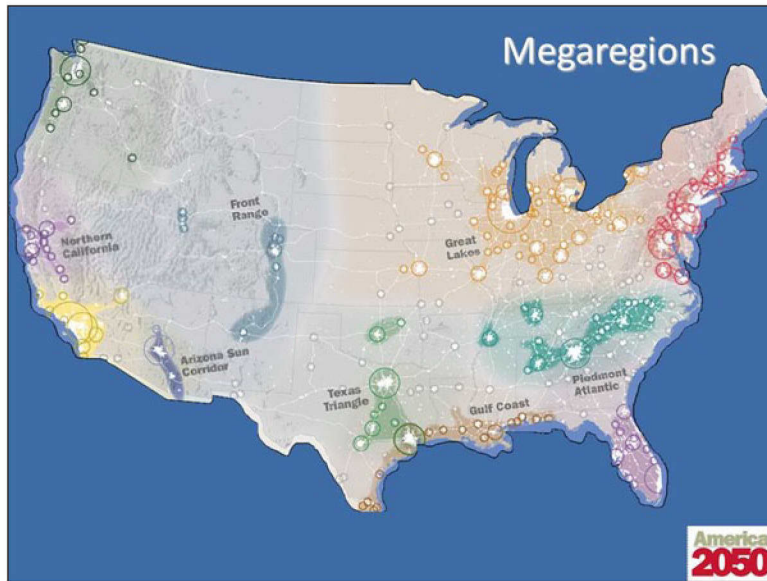 Megaregions
Front
Range
Northern
California
Great
Lakes
Arizona Sun
Corridor
Texas
Triangle
Gulf Coast
Piedmont
Atlantic
America
2050